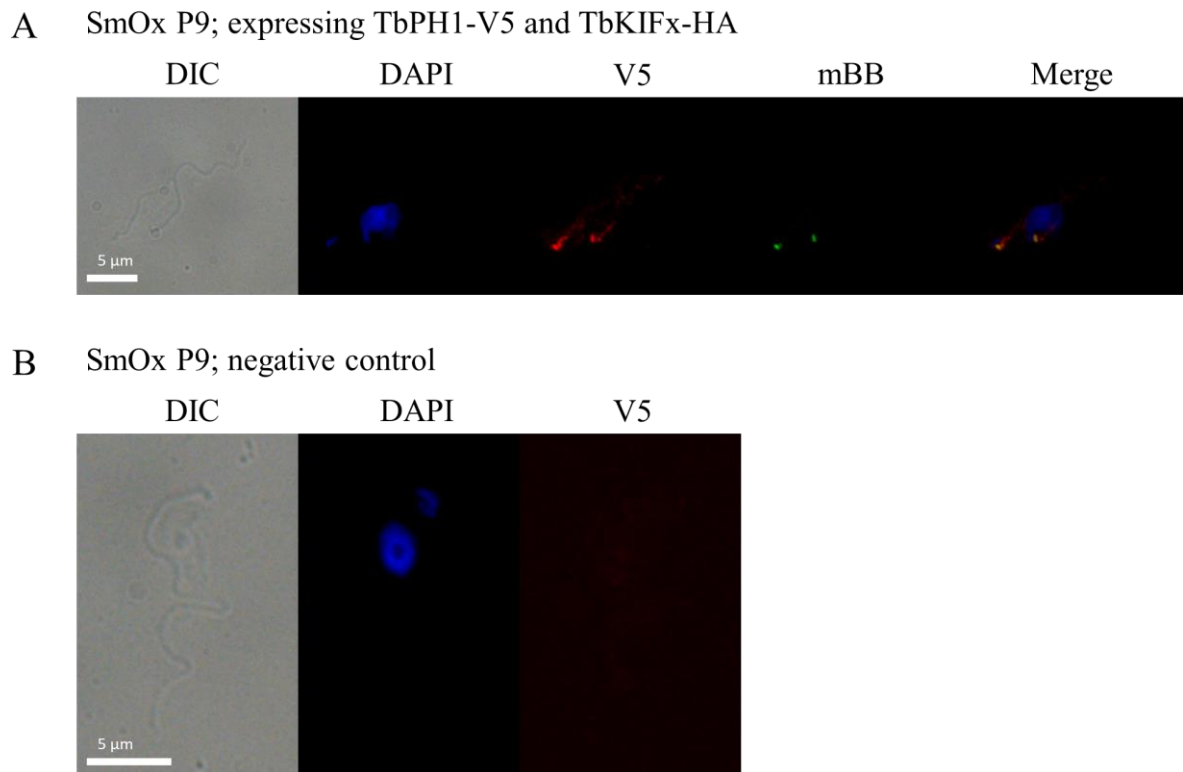 A SmOx P9; expressing TbPH1-V5 and TbKIFx-HA
DIC DAPI V5 mBB Merge
5 µm
B SmOx P9; negative control
DIC DAPI V5
5 µm